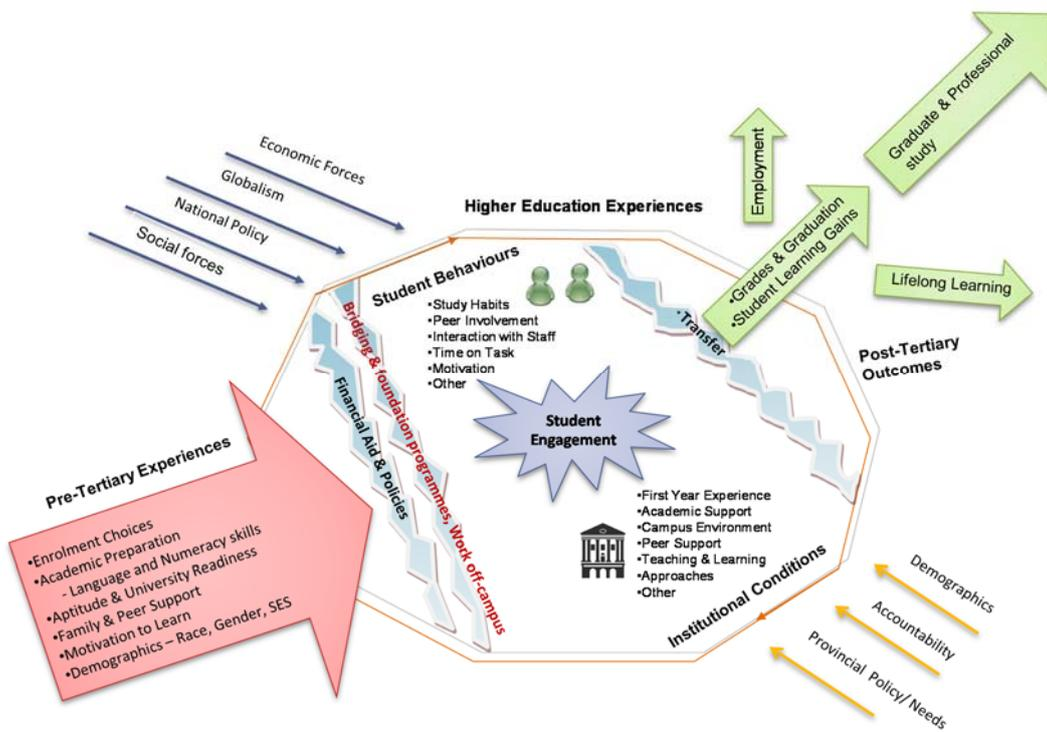 Economic Forces
Globalism
National Policy
Social forces
Higher Education Experiences
Employment
Graduate & Professional
study
•Grades & Graduation
•Student Learning Gains
Lifelong Learning
Post-Tertiary
Outcomes
Student Behaviours
•Study Habits
•Peer Involvement
•Interaction with Staff
•Time on Task
•Motivation
•Other
•Transfer
Bridging & foundation programmes, Work off-campus
Financial Aid & Policies
Student
Engagement
Pre-Tertiary Experiences
•Enrolment Choices
•Academic Preparation
- Language and Numeracy skills
•Aptitude & University Readiness
•Family & Peer Support
•Motivation to Learn
•Demographics – Race, Gender, SES
•First Year Experience
•Academic Support
•Campus Environment
•Peer Support
•Teaching & Learning
•Approaches
•Other
Institutional Conditions
Demographics
Accountability
Provincial Policy/ Needs